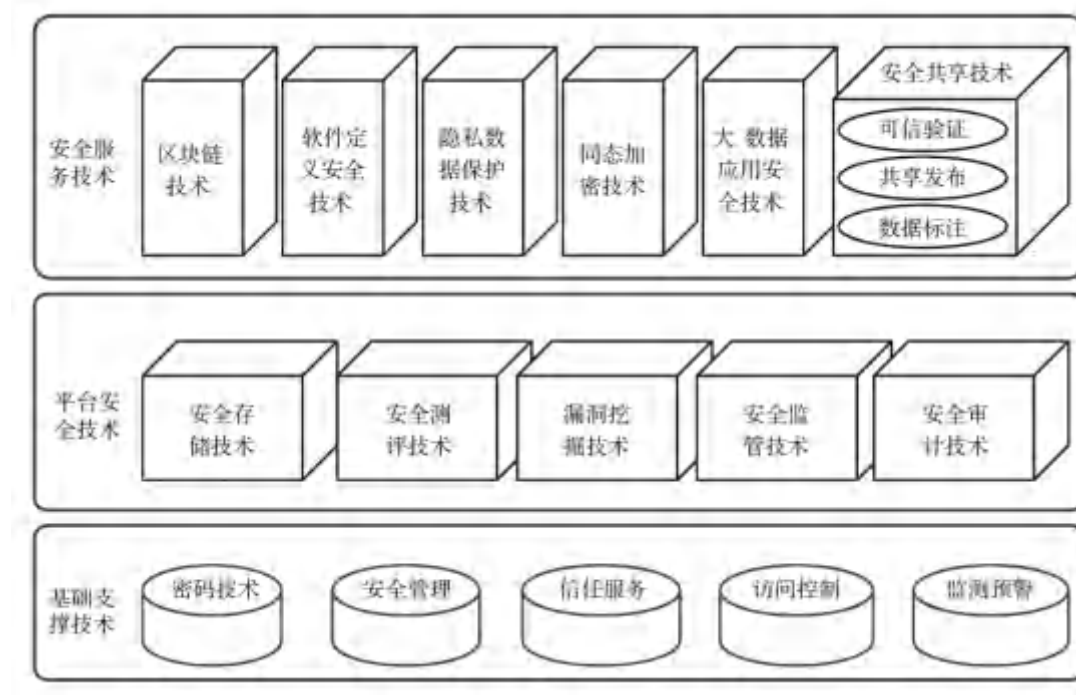 安全服
务技术
区块链
技术
软件定
义安全
技术
隐私数
据保护
技术
同态加
密技术
大 数据
应用安
全技术
安全共享技术
可信验证
共享发布
数据标注
平台安
全技术
安全存
储技术
安全测
评技术
漏洞挖
掘技术
安全监
管技术
安全审
计技术
基础支
撑技术
密码技术
安全管理
信任服务
访问控制
监测预警